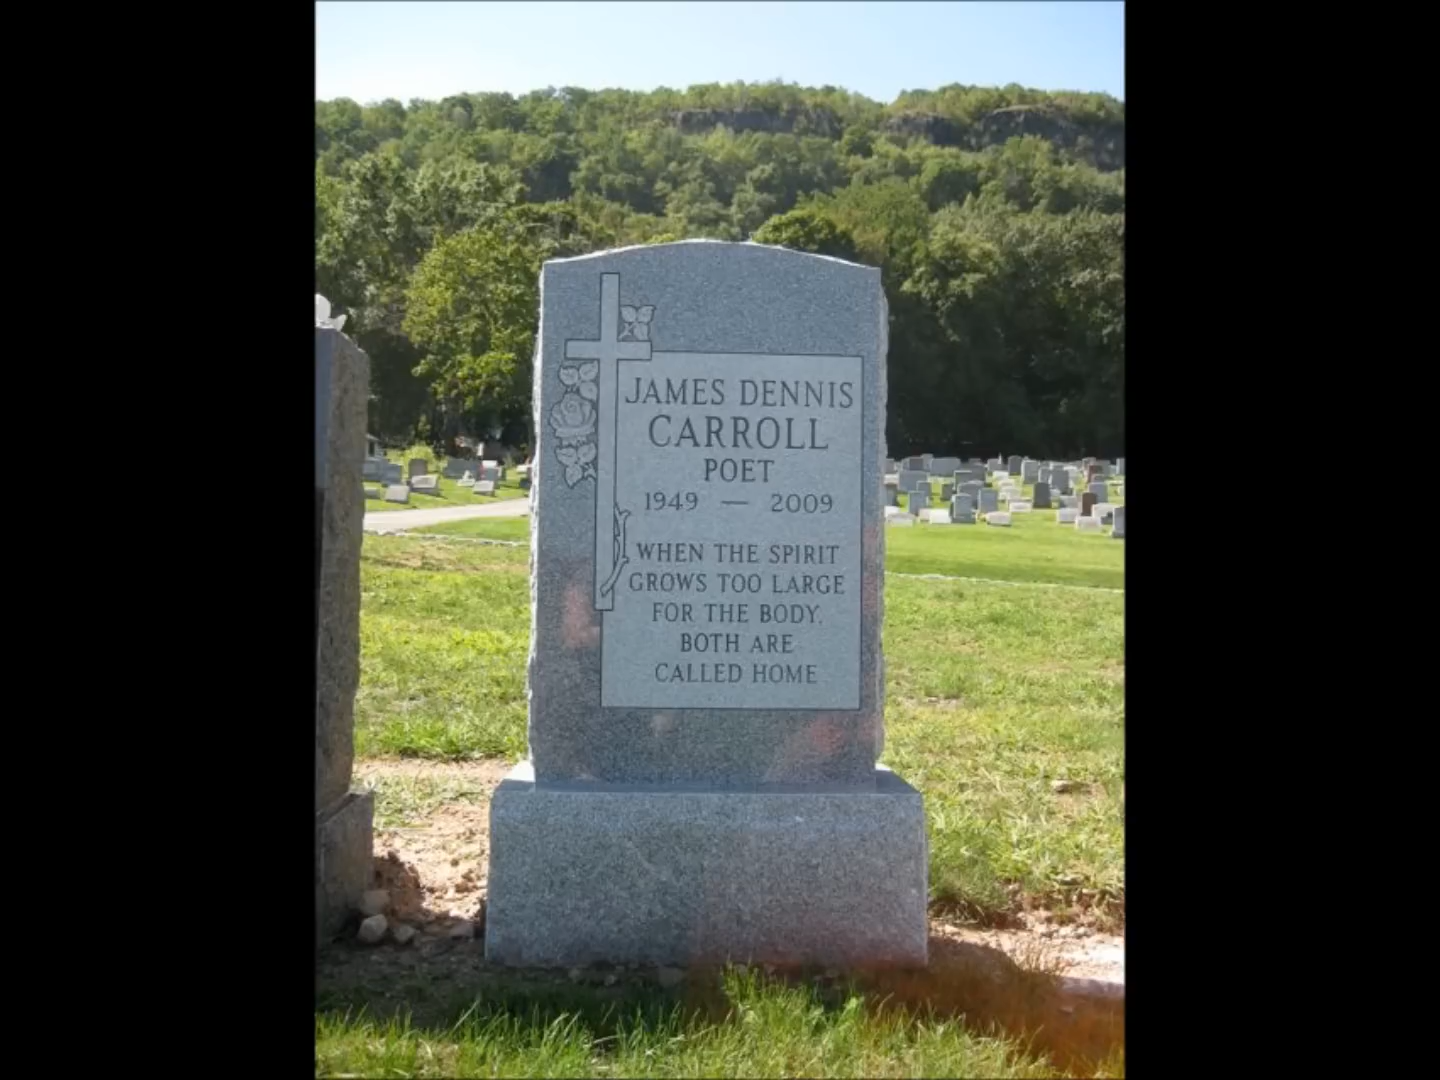 JAMES DENNIS
CARROLL
POET
1949 — 2009
WHEN THE SPIRIT
GROWS TOO LARGE
FOR THE BODY,
BOTH ARE
CALLED HOME